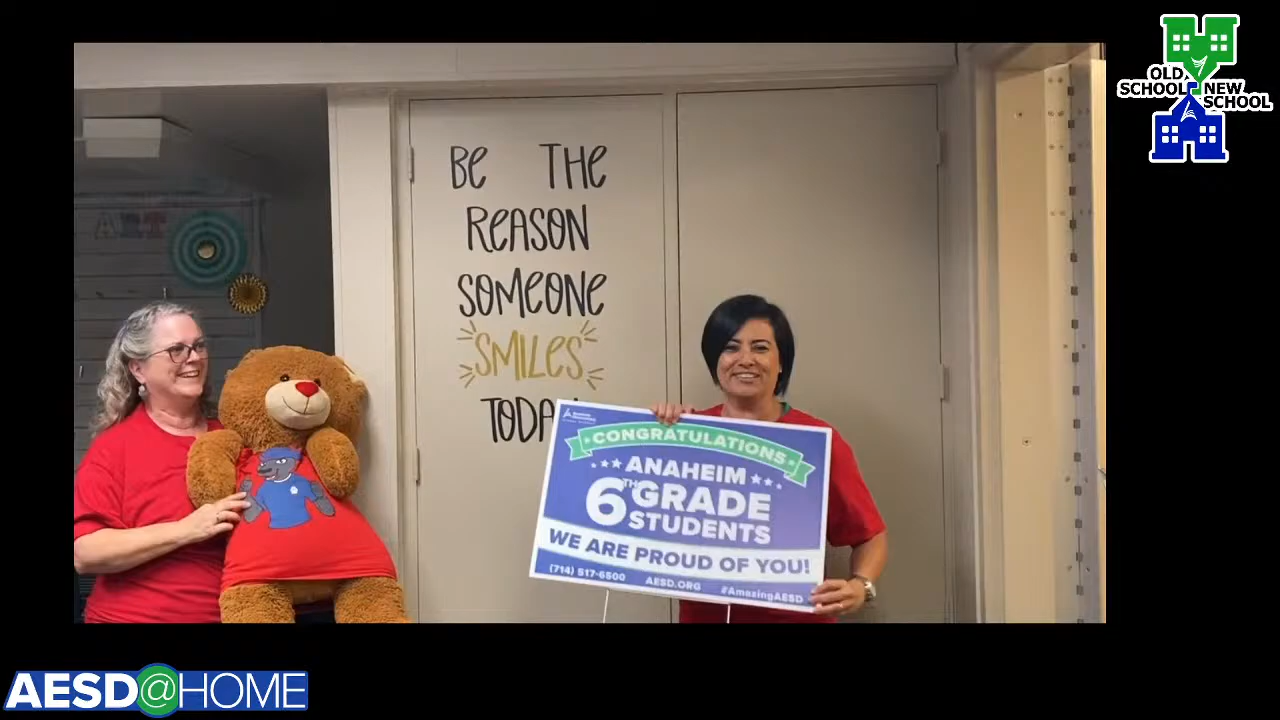 OLD
SCHOOL NEW
SCHOOL
BE THE
REASON
SOMEONE
SMILES
TODA
ART
CONGRATULATIONS
ANAHEIM
6TH GRADE
STUDENTS
WE ARE PROUD OF YOU!
(714) 517-6500 AESD.ORG #AmazingAESD
AESD@HOME